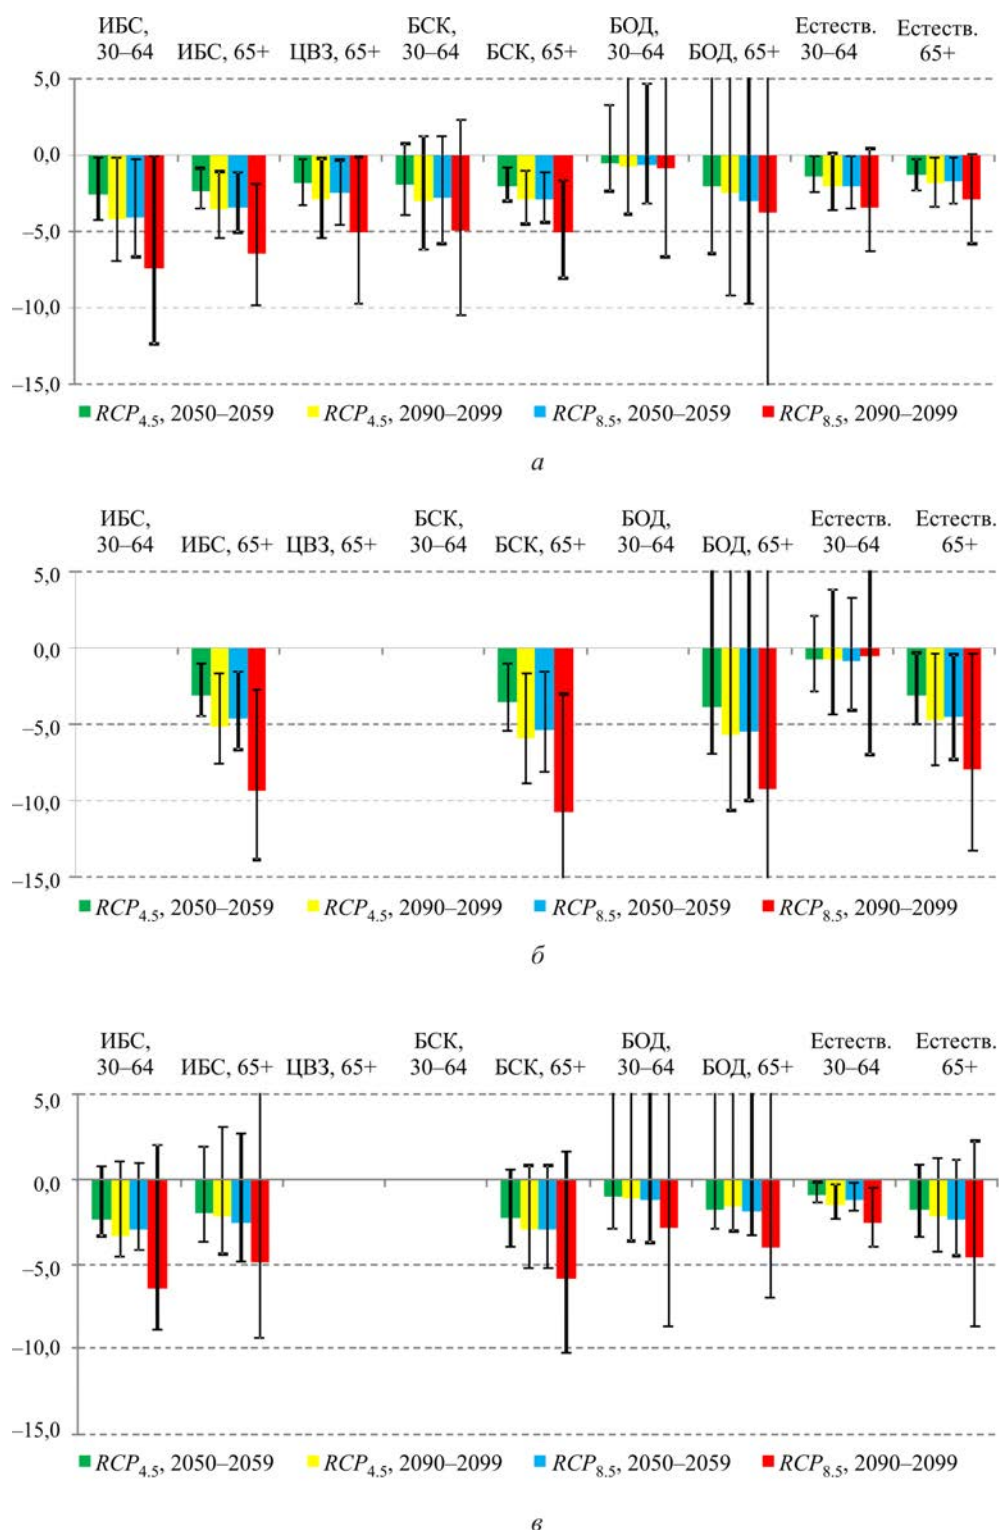 ИБС,
30–64
ИБС, 65+
ЦВЗ, 65+
БСК,
30–64
БСК, 65+
БОД,
30–64
БОД, 65+
Естеств.
30–64
Естеств.
65+
5,0
0,0
–5,0
–10,0
–15,0
RCP4.5, 2050–2059 RCP4.5, 2090–2099 RCP8.5, 2050–2059 RCP8.5, 2090–2099
а
ИБС,
30–64
ИБС, 65+
ЦВЗ, 65+
БСК,
30–64
БСК, 65+
БОД,
30–64
БОД, 65+
Естеств.
30–64
Естеств.
65+
5,0
0,0
–5,0
–10,0
–15,0
RCP4.5, 2050–2059 RCP4.5, 2090–2099 RCP8.5, 2050–2059 RCP8.5, 2090–2099
б
ИБС,
30–64
ИБС, 65+
ЦВЗ, 65+
БСК,
30–64
БСК, 65+
БОД,
30–64
БОД, 65+
Естеств.
30–64
Естеств.
65+
5,0
0,0
–5,0
–10,0
–15,0
RCP4.5, 2050–2059 RCP4.5, 2090–2099 RCP8.5, 2050–2059 RCP8.5, 2090–2099
в